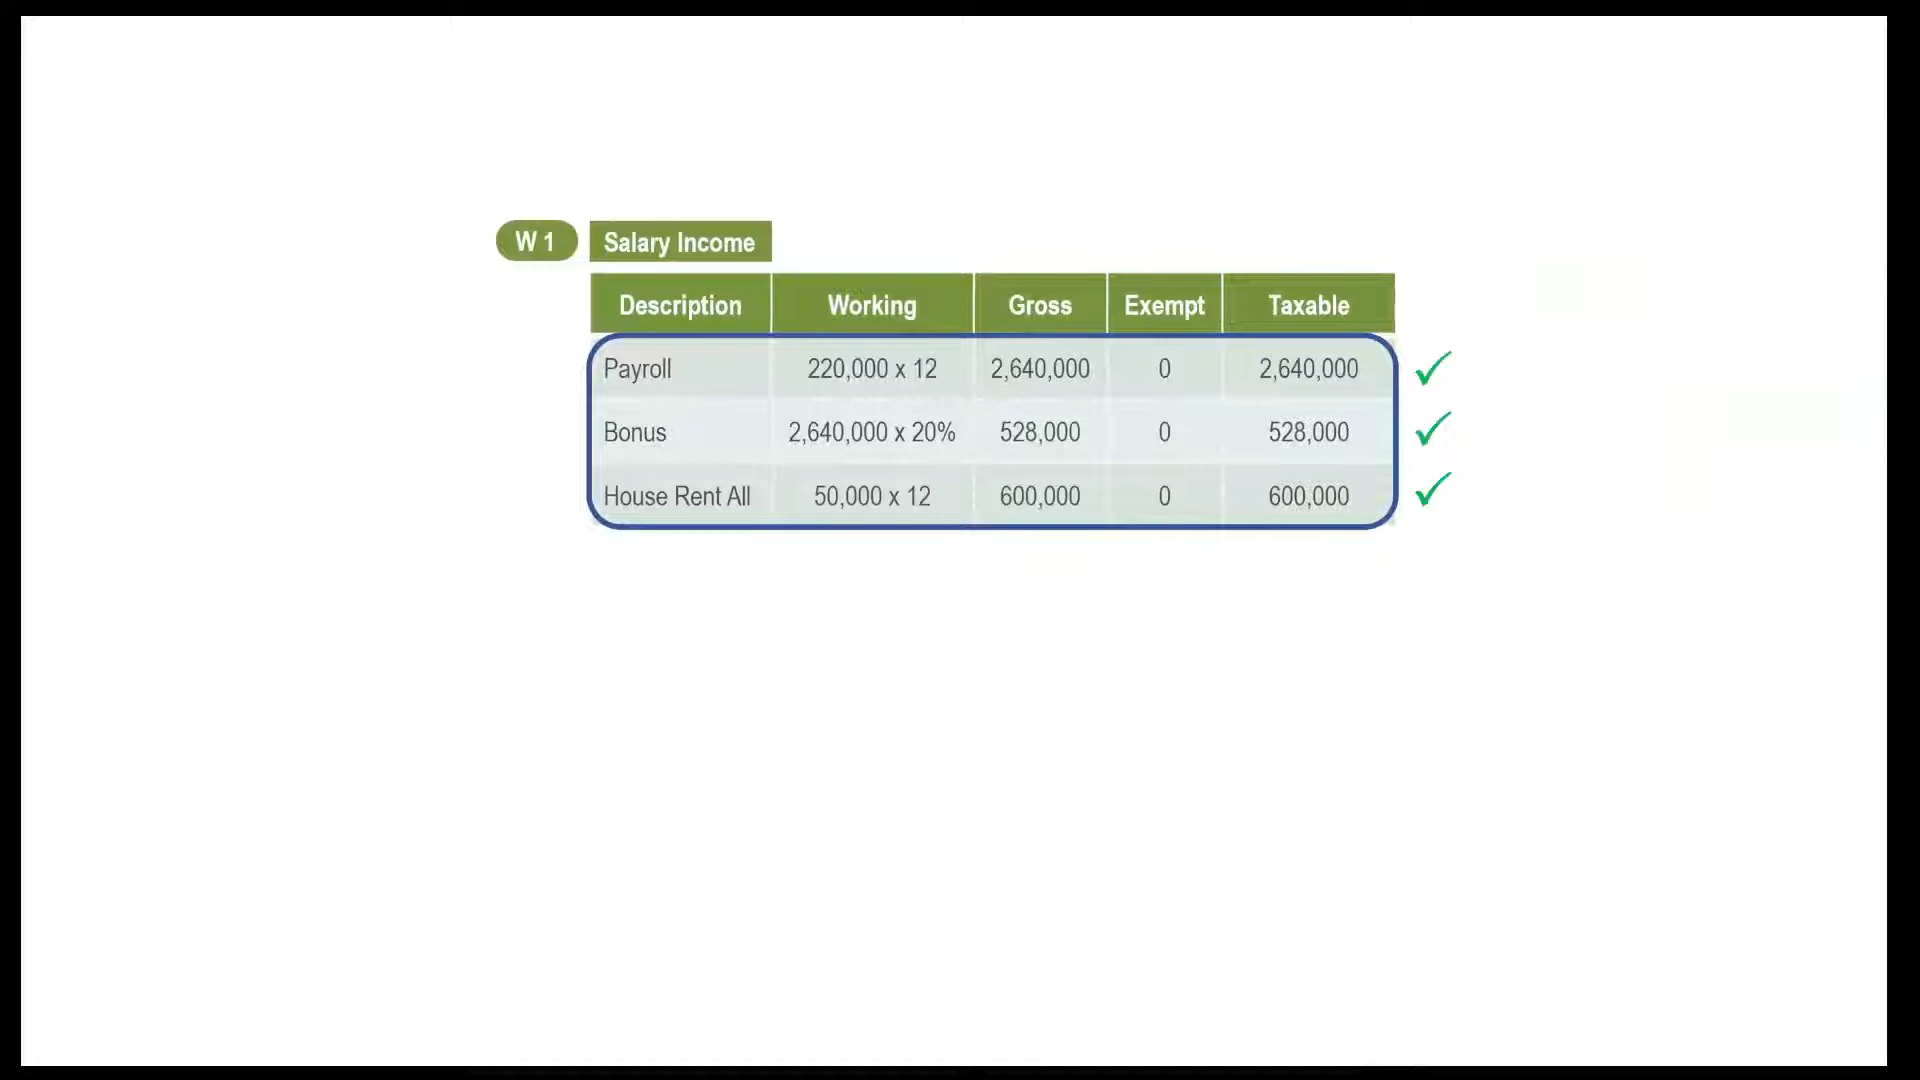 W 1 Salary Income
Description Working Gross Exempt Taxable
Payroll 220,000 x 12 2,640,000 0 2,640,000
Bonus 2,640,000 x 20% 528,000 0 528,000
House Rent All 50,000 x 12 600,000 0 600,000